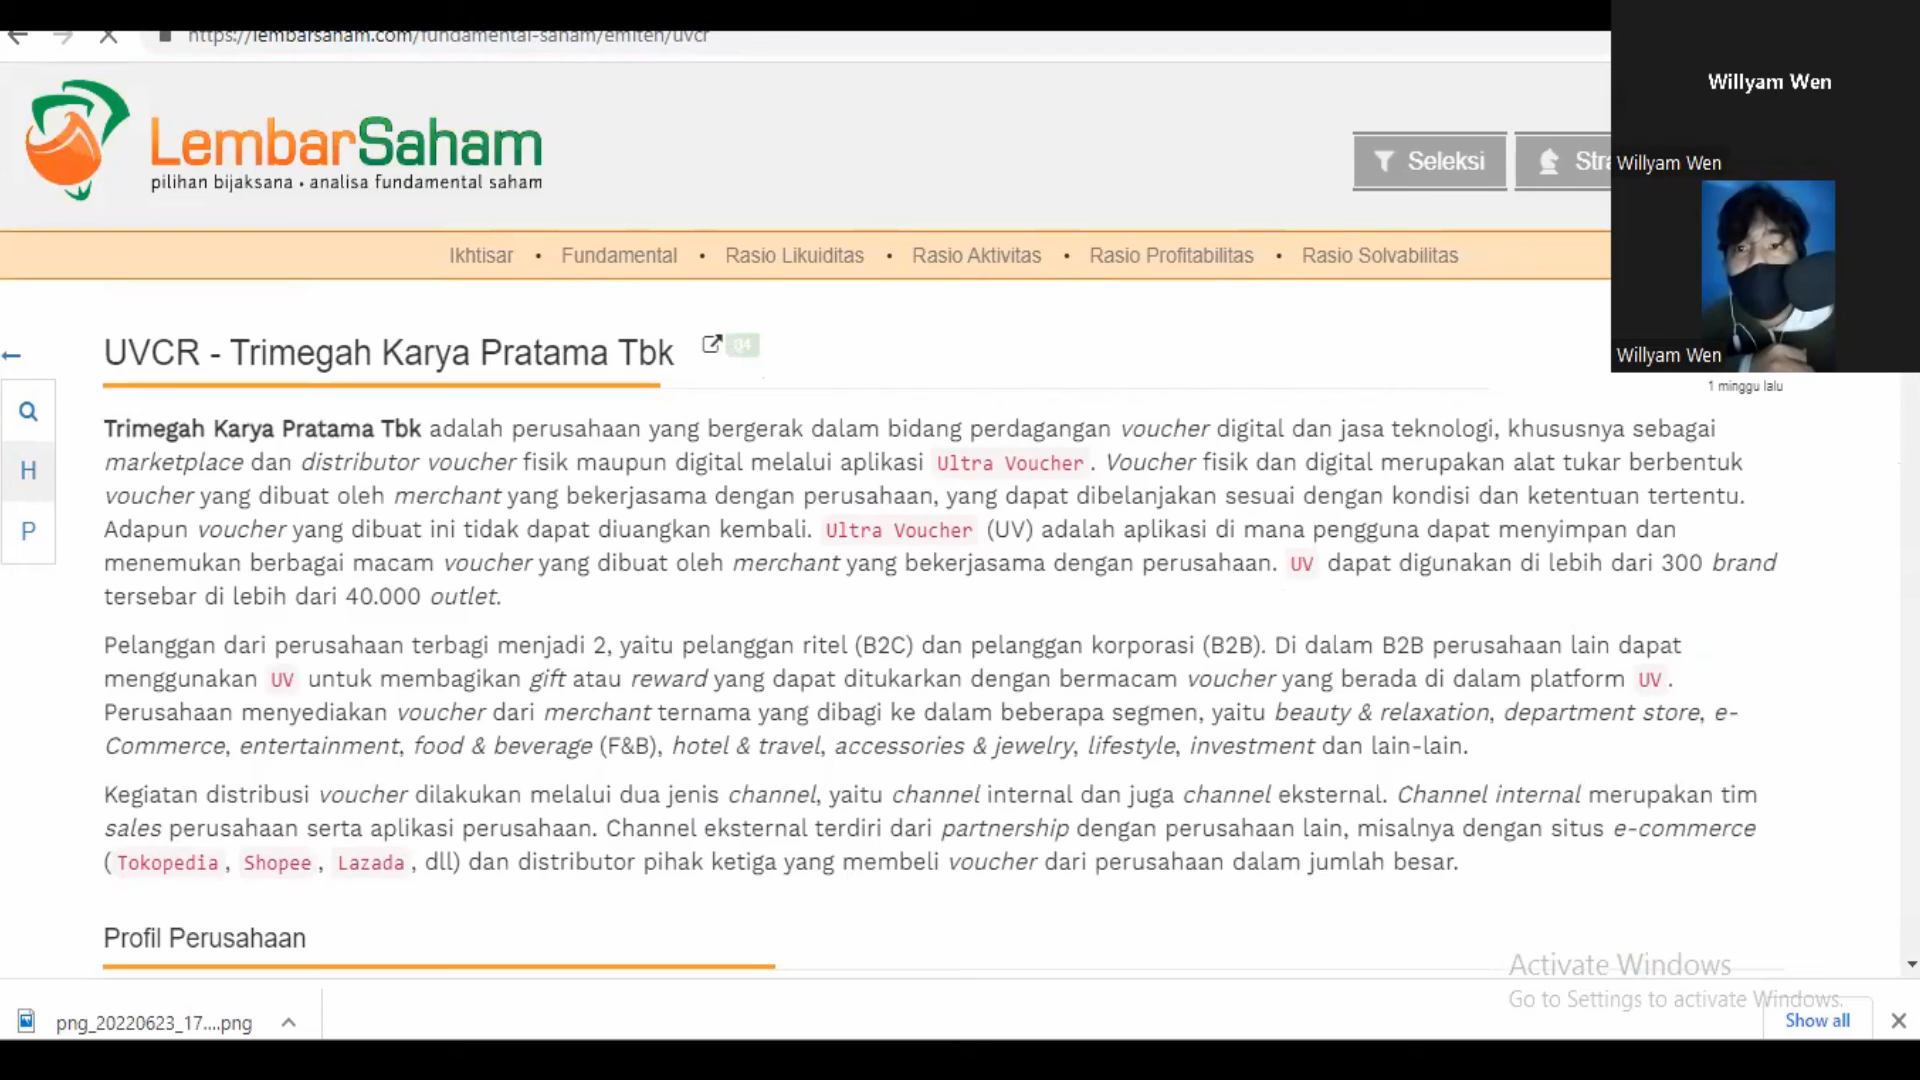 https://lembarsaham.com/fundamental-saham/emiten/uvcr
Willyam Wen
LembarSaham
pilihan bijaksana • analisa fundamental saham
Seleksi
Stra
Willyam Wen
Ikhtisar • Fundamental • Rasio Likuiditas • Rasio Aktivitas • Rasio Profitabilitas • Rasio Solvabilitas
UVCR - Trimegah Karya Pratama Tbk
Willyam Wen
1 minggu lalu
Trimegah Karya Pratama Tbk adalah perusahaan yang bergerak dalam bidang perdagangan voucher digital dan jasa teknologi, khususnya sebagai
marketplace dan distributor voucher fisik maupun digital melalui aplikasi Ultra Voucher. Voucher fisik dan digital merupakan alat tukar berbentuk
voucher yang dibuat oleh merchant yang bekerjasama dengan perusahaan, yang dapat dibelanjakan sesuai dengan kondisi dan ketentuan tertentu.
Adapun voucher yang dibuat ini tidak dapat diuangkan kembali. Ultra Voucher (UV) adalah aplikasi di mana pengguna dapat menyimpan dan
menemukan berbagai macam voucher yang dibuat oleh merchant yang bekerjasama dengan perusahaan. UV dapat digunakan di lebih dari 300 brand
tersebar di lebih dari 40.000 outlet.
Pelanggan dari perusahaan terbagi menjadi 2, yaitu pelanggan ritel (B2C) dan pelanggan korporasi (B2B). Di dalam B2B perusahaan lain dapat
menggunakan UV untuk membagikan gift atau reward yang dapat ditukarkan dengan bermacam voucher yang berada di dalam platform UV.
Perusahaan menyediakan voucher dari merchant ternama yang dibagi ke dalam beberapa segmen, yaitu beauty & relaxation, department store, e-
Commerce, entertainment, food & beverage (F&B), hotel & travel, accessories & jewelry, lifestyle, investment dan lain-lain.
Kegiatan distribusi voucher dilakukan melalui dua jenis channel, yaitu channel internal dan juga channel eksternal. Channel internal merupakan tim
sales perusahaan serta aplikasi perusahaan. Channel eksternal terdiri dari partnership dengan perusahaan lain, misalnya dengan situs e-commerce
(Tokopedia, Shopee, Lazada, dll) dan distributor pihak ketiga yang membeli voucher dari perusahaan dalam jumlah besar.
H
P
Profil Perusahaan
Activate Windows
Go to Settings to activate Windows.
png_20220623_17....png
Show all